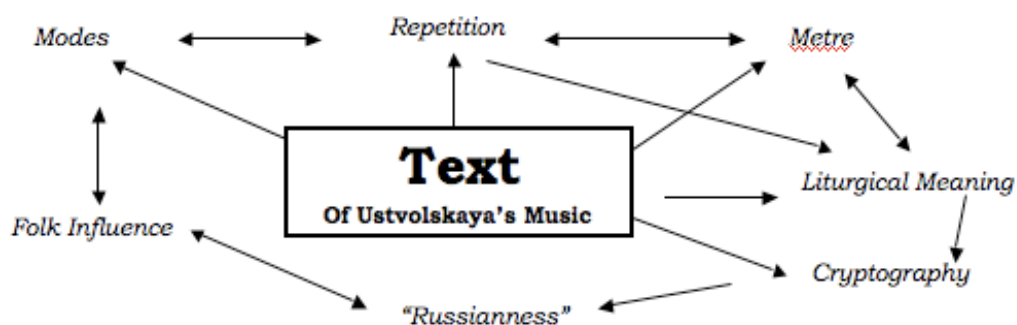 Modes
Repetition
Metre
Text
Of Ustvolskaya's Music
Liturgical Meaning
Folk Influence
Cryptography
“Russianness”